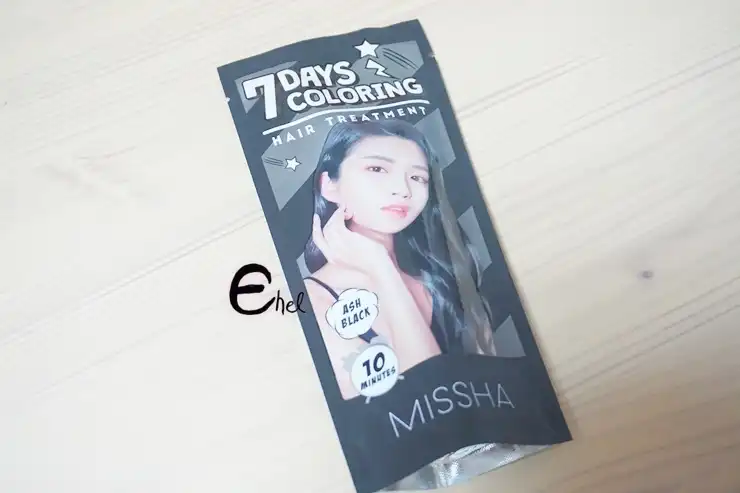 7 DAYS
COLORING
HAIR TREATMENT
Ehel
ASH
BLACK
10
MINUTES
MISSHA